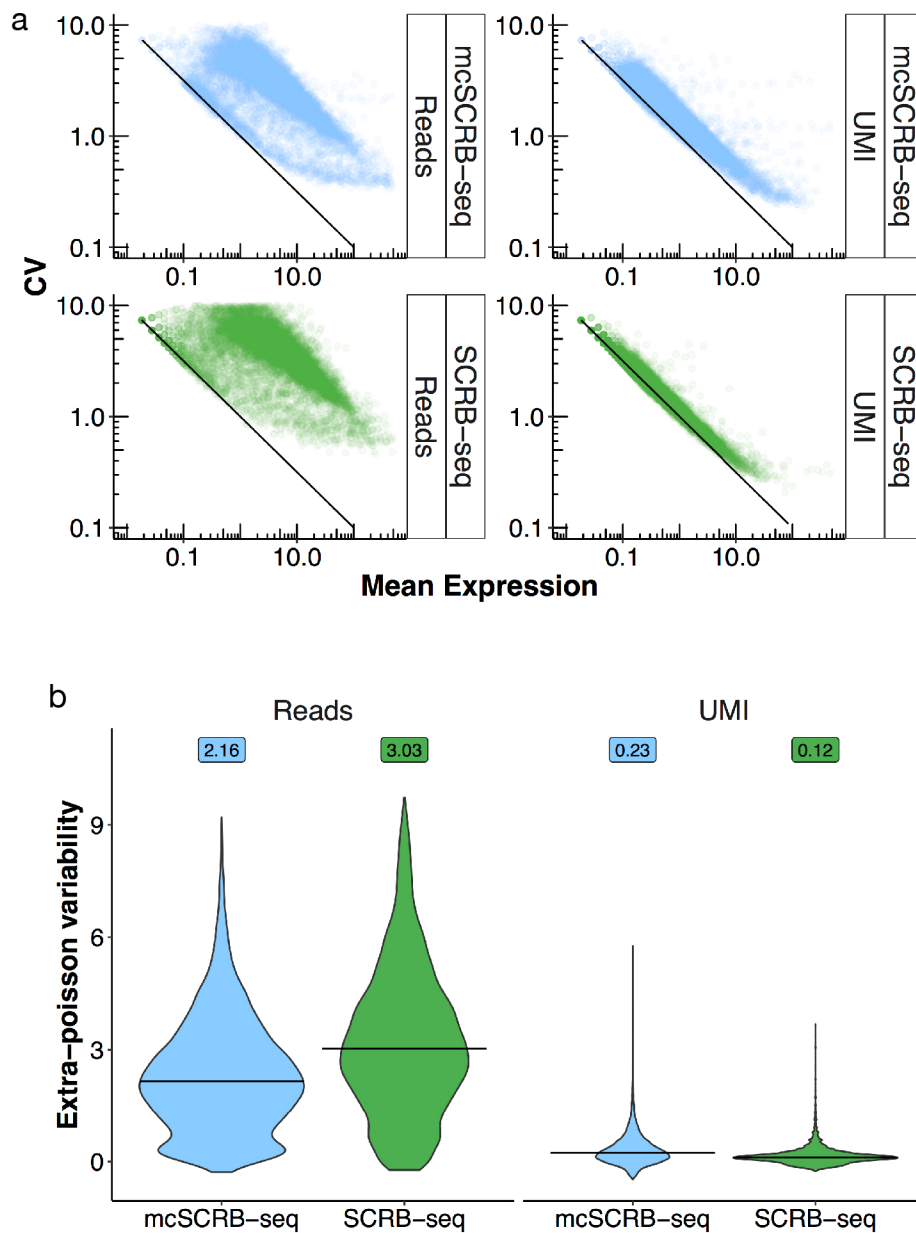 a
10.0
1.0
0.1
0.1
10.0
mcSCRB−seq
Reads
10.0
1.0
0.1
0.1
10.0
mcSCRB−seq
UMI
CV
10.0
1.0
0.1
0.1
10.0
SCRB−seq
Reads
10.0
1.0
0.1
0.1
10.0
SCRB−seq
UMI
Mean Expression
b
Reads
UMI
2.16
3.03
0.23
0.12
Extra−poisson variability
9
6
3
0
mcSCRB−seq
SCRB−seq
mcSCRB−seq
SCRB−seq